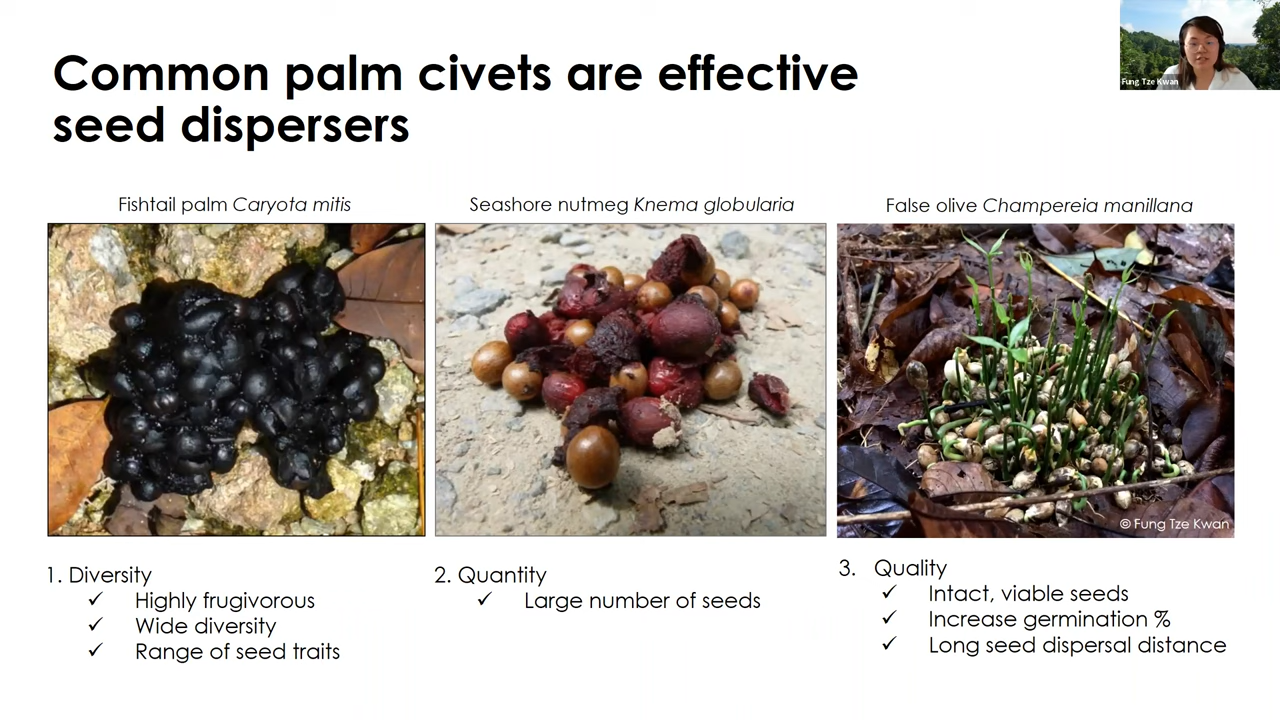 Common palm civets are effective
seed dispersers
Fung Tze Kwan
Fishtail palm Caryota mitis
Seashore nutmeg Knema globularia
False olive Champereia manillana
© Fung Tze Kwan
1. Diversity
✓ Highly frugivorous
✓ Wide diversity
✓ Range of seed traits
2. Quantity
✓ Large number of seeds
3. Quality
✓ Intact, viable seeds
✓ Increase germination %
✓ Long seed dispersal distance